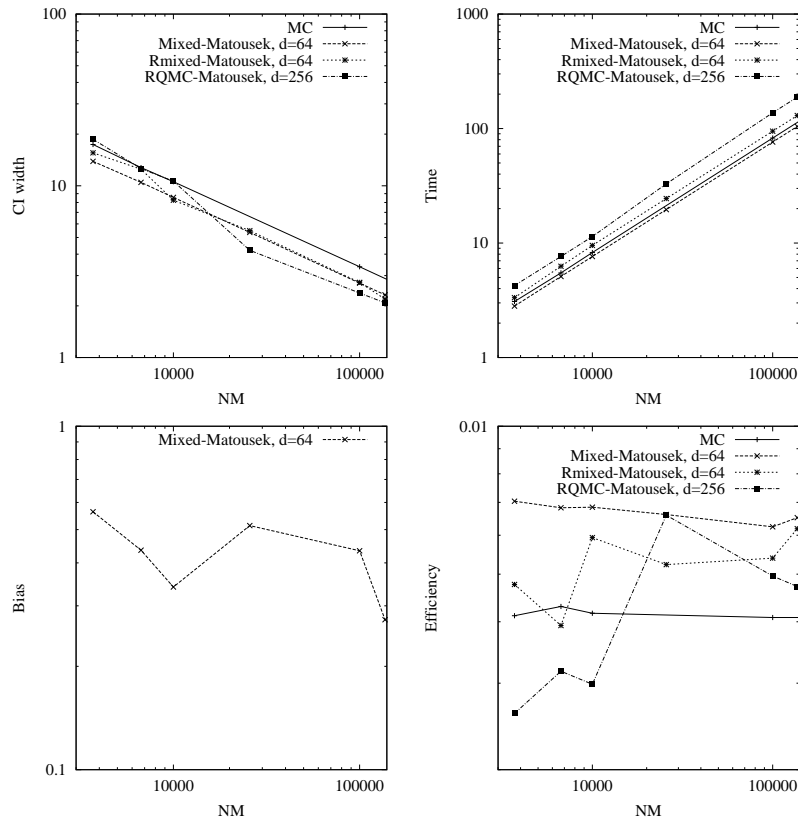 100
10
1
CI width
10000
100000
NM
MC
Mixed-Matousek, d=64
Rmixed-Matousek, d=64
RQMC-Matousek, d=256
1000
100
10
1
Time
10000
100000
NM
MC
Mixed-Matousek, d=64
Rmixed-Matousek, d=64
RQMC-Matousek, d=256
1
0.1
Bias
10000
100000
NM
Mixed-Matousek, d=64
0.01
Efficiency
10000
100000
NM
MC
Mixed-Matousek, d=64
Rmixed-Matousek, d=64
RQMC-Matousek, d=256